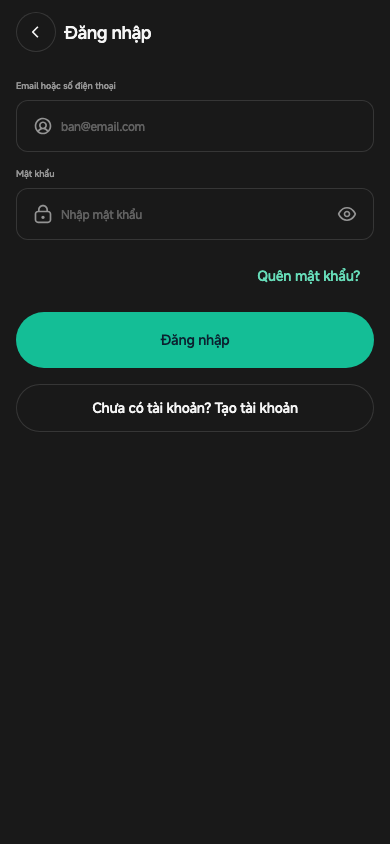 Đăng nhập
Email hoặc số điện thoại
ban@email.com
Mật khẩu
Nhập mật khẩu
Quên mật khẩu?
Đăng nhập
Chưa có tài khoản? Tạo tài khoản